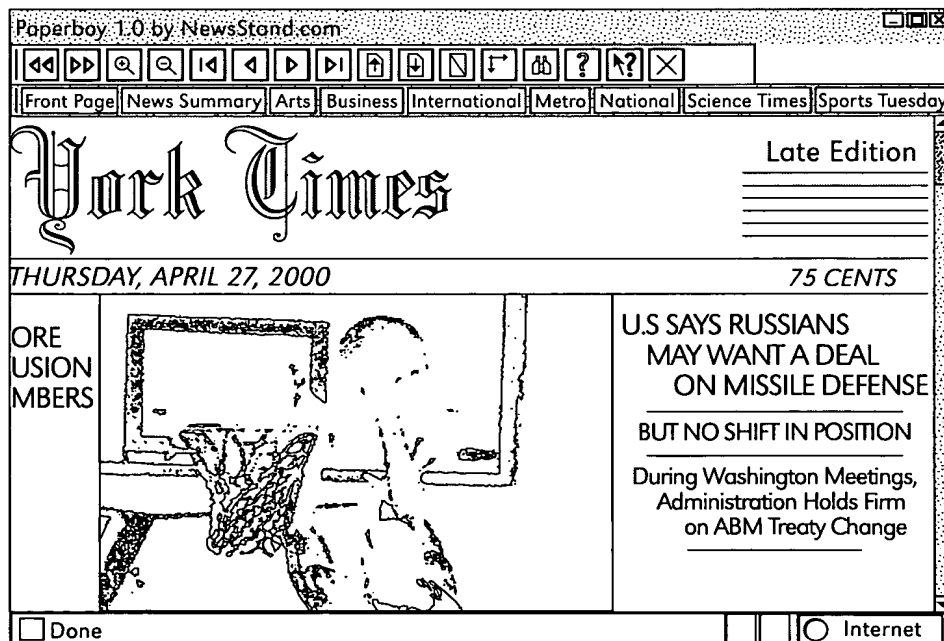 Paperboy 1.0 by NewsStand.com
? ?
Front Page News Summary Arts Business International Metro National Science Times Sports Tuesday
York Times
Late Edition
THURSDAY, APRIL 27, 2000 75 CENTS
ORE
USION
MBERS
U.S SAYS RUSSIANS
MAY WANT A DEAL
ON MISSILE DEFENSE
BUT NO SHIFT IN POSITION
During Washington Meetings,
Administration Holds Firm
on ABM Treaty Change
Done Internet